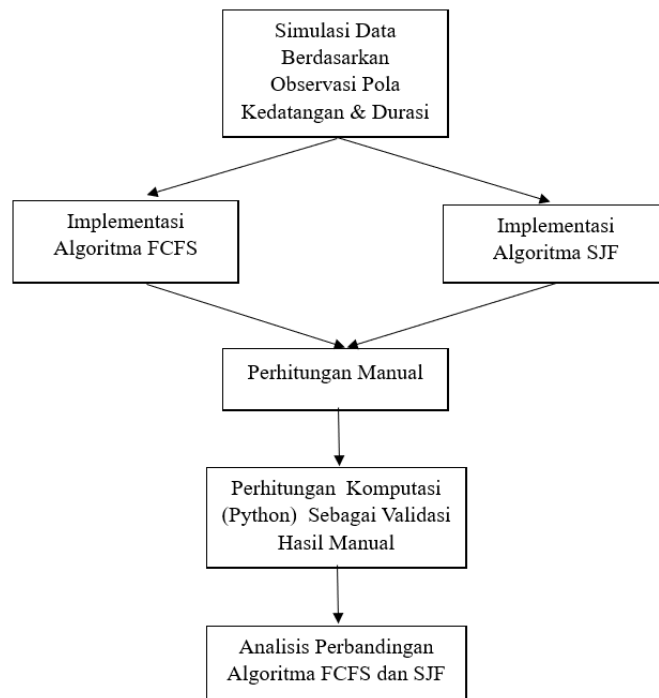 Simulasi Data
Berdasarkan
Observasi Pola
Kedatangan & Durasi
Implementasi
Algoritma FCFS
Implementasi
Algoritma SJF
Perhitungan Manual
Perhitungan Komputasi
(Python) Sebagai Validasi
Hasil Manual
Analisis Perbandingan
Algoritma FCFS dan SJF